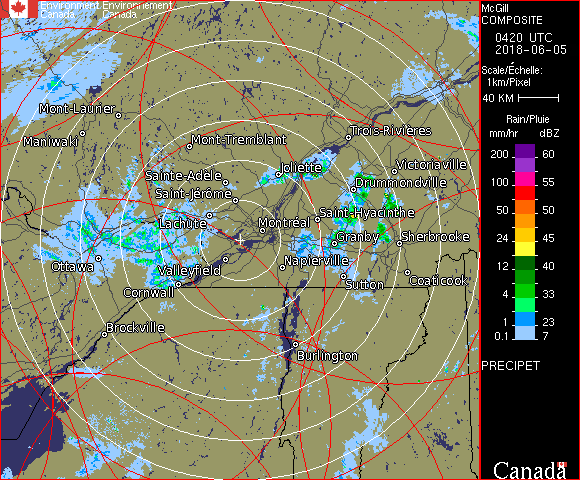 Environment Environnement
Canada Canada
McGill
COMPOSITE
0420 UTC
2018-06-05
Scale/Échelle:
1km/Pixel
40 KM
Rain/Pluie
mm/hr dBZ
200 60
100 55
50 50
24 45
12 40
4 33
1 23
0.1 7
PRECIPET
Canada
Mont-Laurier
Maniwaki
Mont-Tremblant
Trois-Rivières
Joliette
Victoriaville
Sainte-Adèle
Drummondville
Saint-Jérôme
Lachute
Saint-Hyacinthe
Montréal
Granby
Sherbrooke
Ottawa
Valleyfield
Napierville
Cornwall
Sutton
Coaticook
Brockville
Burlington